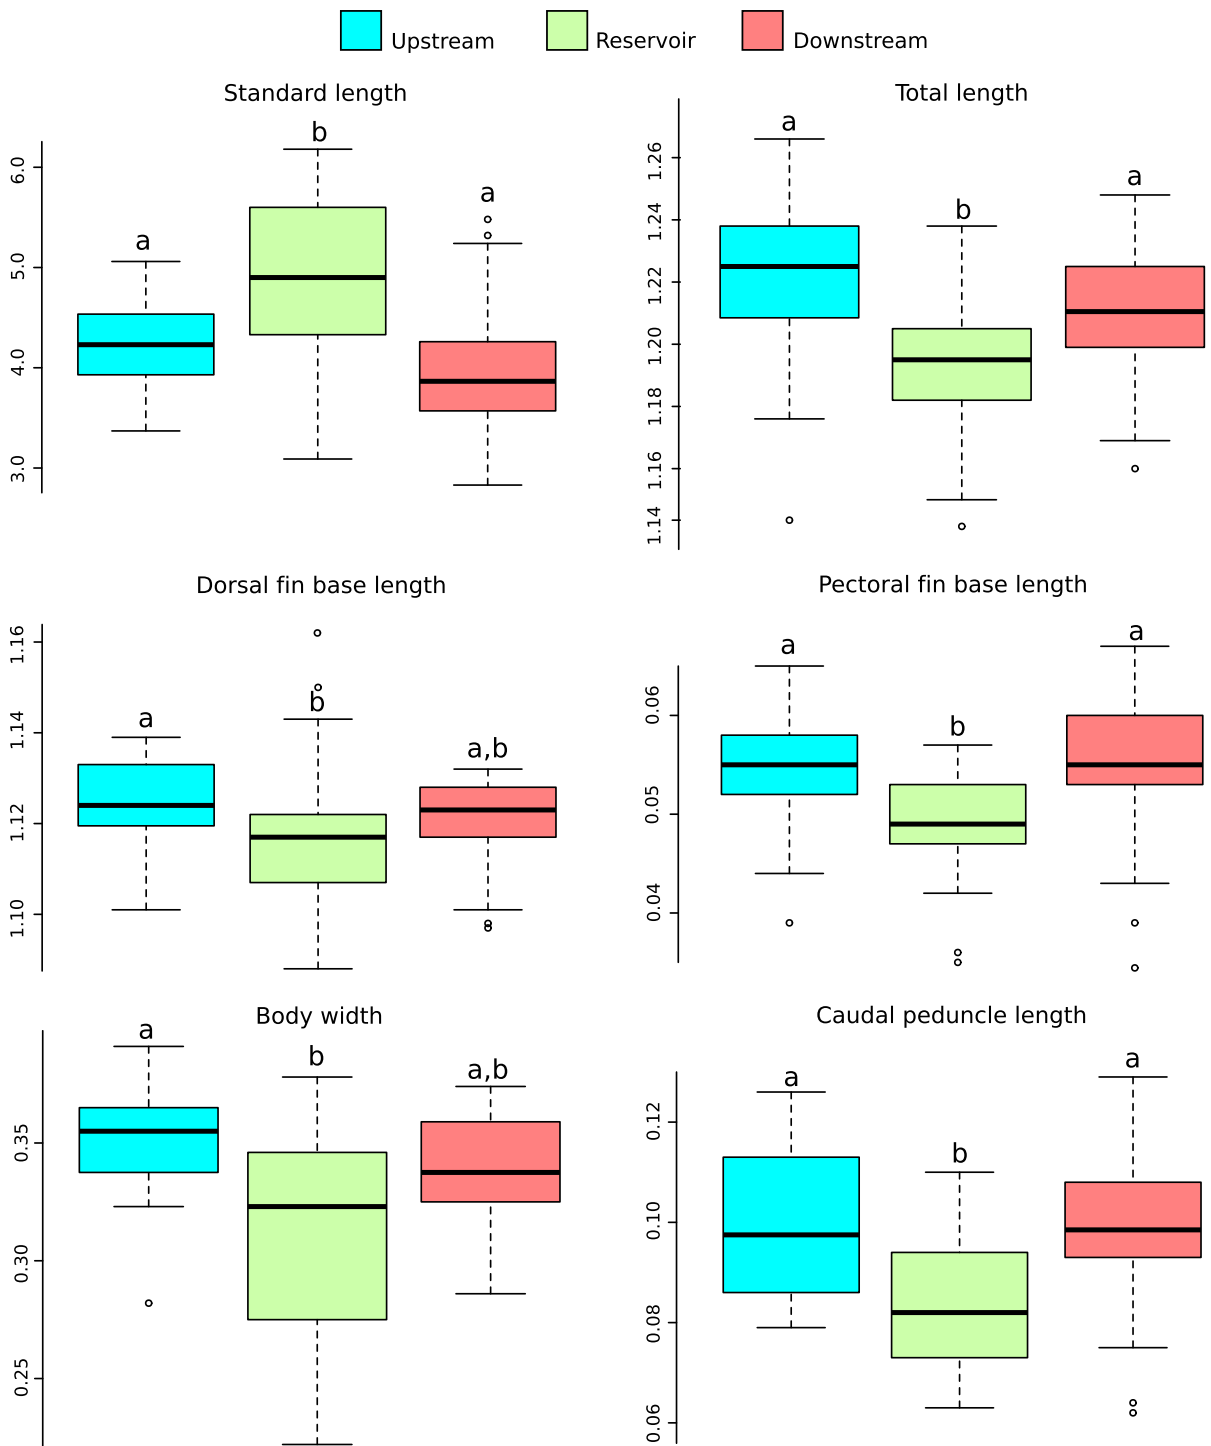 Upstream Reservoir Downstream
Standard length
a
b
a
6.0
5.0
4.0
3.0
Total length
a
b
a
1.26
1.24
1.22
1.20
1.18
1.16
1.14
Dorsal fin base length
a
b
a,b
1.16
1.14
1.12
1.10
Pectoral fin base length
a
b
a
0.06
0.05
0.04
Body width
a
b
a,b
0.35
0.30
0.25
Caudal peduncle length
a
b
a
0.12
0.10
0.08
0.06